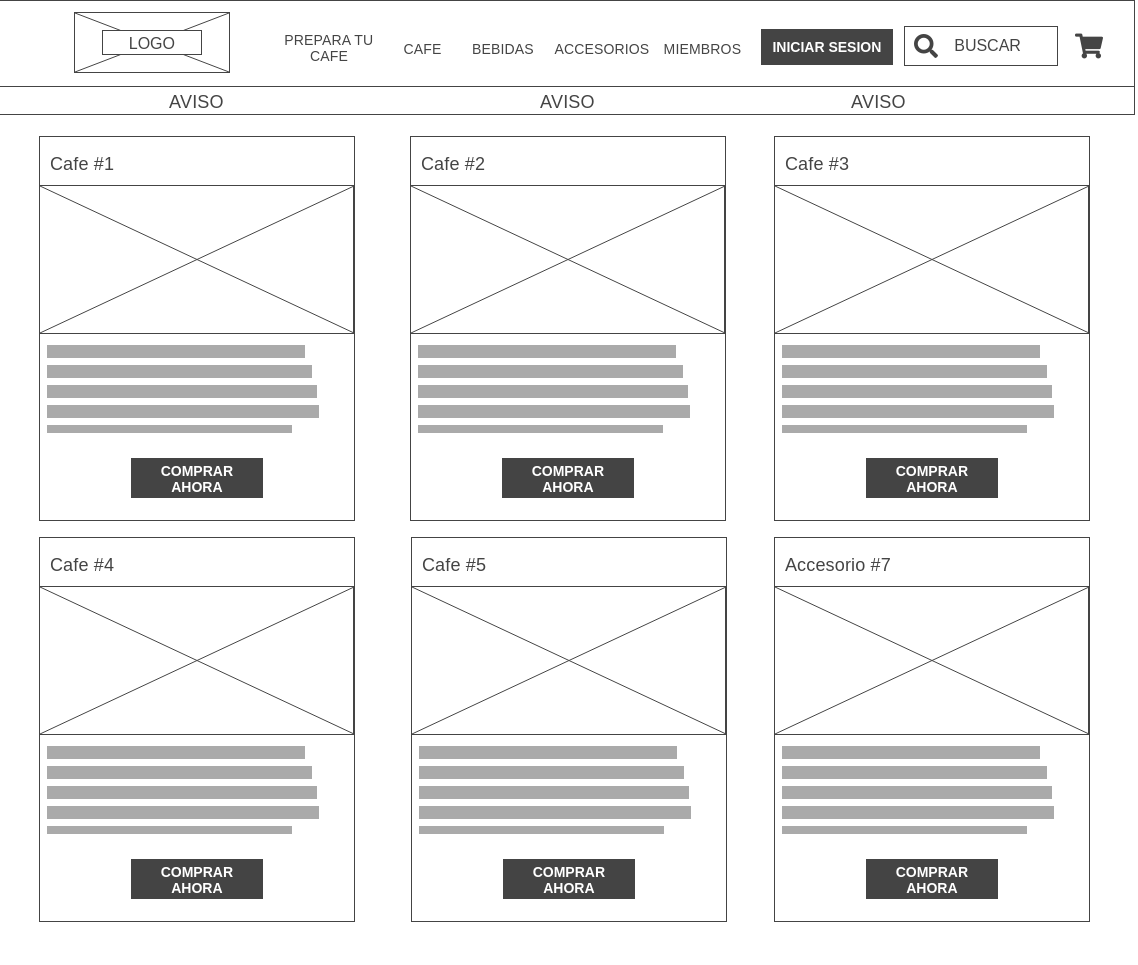 LOGO
PREPARA TU
CAFE
CAFE
BEBIDAS
ACCESORIOS
MIEMBROS
INICIAR SESION
BUSCAR
AVISO
AVISO
AVISO
Cafe #1
Cafe #2
Cafe #3
COMPRAR
AHORA
COMPRAR
AHORA
COMPRAR
AHORA
Cafe #4
Cafe #5
Accesorio #7
COMPRAR
AHORA
COMPRAR
AHORA
COMPRAR
AHORA